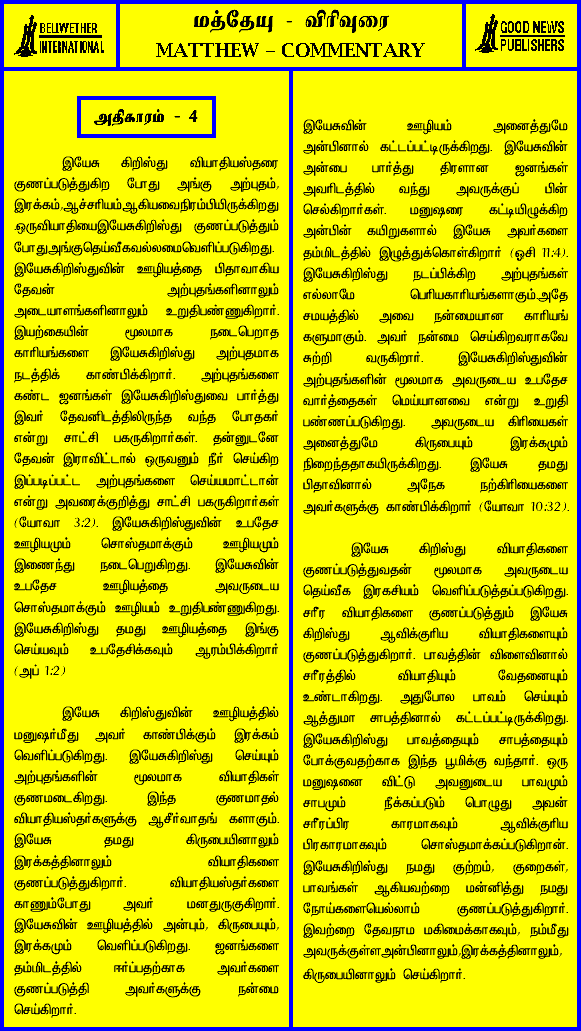 BELLWETHER
INTERNATIONAL
மத்தேயு - விரிவுரை
MATTHEW – COMMENTARY
GOOD NEWS
PUBLISHERS
அதிகாரம் - 4
இயேசு கிறிஸ்து வியாதியஸ்தரை
குணப்படுத்துகிற போது அங்கு அற்புதம்,
இரக்கம்,ஆச்சரியம்,ஆகியவைநிரம்பியிருக்கிறது
.ஒருவியாதியைஇயேசுகிறிஸ்து குணப்படுத்தும்
போதுஅங்குதெய்வீகவல்லமைவெளிப்படுகிறது.
இயேசுகிறிஸ்துவின் ஊழியத்தை பிதாவாகிய
தேவன் அற்புதங்களினாலும்
அடையாளங்களினாலும் உறுதிபண்ணுகிறார்.
இயற்கையின் மூலமாக நடைபெறாத
காரியங்களை இயேசுகிறிஸ்து அற்புதமாக
நடத்திக் காண்பிக்கிறார். அற்புதங்களை
கண்ட ஜனங்கள் இயேசுகிறிஸ்துவை பார்த்து
இவர் தேவனிடத்திலிருந்த வந்த போதகர்
என்று சாட்சி பகருகிறார்கள். தன்னுடனே
தேவன் இராவிட்டால் ஒருவனும் நீர் செய்கிற
இப்படிப்பட்ட அற்புதங்களை செய்யமாட்டான்
என்று அவரைக்குறித்து சாட்சி பகருகிறார்கள்
(யோவா 3:2). இயேசுகிறிஸ்துவின் உபதேச
ஊழியமும் சொஸ்தமாக்கும் ஊழியமும்
இணைந்து நடைபெறுகிறது. இயேசுவின்
உபதேச ஊழியத்தை அவருடைய
சொஸ்தமாக்கும் ஊழியம் உறுதிபண்ணுகிறது.
இயேசுகிறிஸ்து தமது ஊழியத்தை இங்கு
செய்யவும் உபதேசிக்கவும் ஆரம்பிக்கிறார்
(அப் 1:2)
இயேசு கிறிஸ்துவின் ஊழியத்தில்
மனுஷர்மீது அவர் காண்பிக்கும் இரக்கம்
வெளிப்படுகிறது. இயேசுகிறிஸ்து செய்யும்
அற்புதங்களின் மூலமாக வியாதிகள்
குணமடைகிறது. இந்த குணமாதல்
வியாதியஸ்தர்களுக்கு ஆசீர்வாதங் களாகும்.
இயேசு தமது கிருபையினாலும்
இரக்கத்தினாலும் வியாதிகளை
குணப்படுத்துகிறார். வியாதியஸ்தர்களை
காணும்போது அவர் மனதுருகுகிறார்.
இயேசுவின் ஊழியத்தில் அன்பும், கிருபையும்,
இரக்கமும் வெளிப்படுகிறது. ஜனங்களை
தம்மிடத்தில் ஈர்ப்பதற்காக அவர்களை
குணப்படுத்தி அவர்களுக்கு நன்மை
செய்கிறார்.
இயேசுவின் ஊழியம் அனைத்துமே
அன்பினால் கட்டப்பட்டிருக்கிறது. இயேசுவின்
அன்பை பார்த்து திரளான ஜனங்கள்
அவரிடத்தில் வந்து அவருக்குப் பின்
செல்கிறார்கள். மனுஷரை கட்டியிழுக்கிற
அன்பின் கயிறுகளால் இயேசு அவர்களை
தம்மிடத்தில் இழுத்துக்கொள்கிறார் (ஒசி 11:4).
இயேசுகிறிஸ்து நடப்பிக்கிற அற்புதங்கள்
எல்லாமே பெரியகாரியங்களாகும்.அதே
சமயத்தில் அவை நன்மையான காரியங்
களுமாகும். அவர் நன்மை செய்கிறவராகவே
சுற்றி வருகிறார். இயேசுகிறிஸ்துவின்
அற்புதங்களின் மூலமாக அவருடைய உபதேச
வார்த்தைகள் மெய்யானவை என்று உறுதி
பண்ணப்படுகிறது. அவருடைய கிரியைகள்
அனைத்துமே கிருபையும் இரக்கமும்
நிறைந்ததாகயிருக்கிறது. இயேசு தமது
பிதாவினால் அநேக நற்கிரியைகளை
அவர்களுக்கு காண்பிக்கிறார் (யோவா 10:32).
இயேசு கிறிஸ்து வியாதிகளை
குணப்படுத்துவதன் மூலமாக அவருடைய
தெய்வீக இரகசியம் வெளிப்படுத்தப்படுகிறது.
சரீர வியாதிகளை குணப்படுத்தும் இயேசு
கிறிஸ்து ஆவிக்குரிய வியாதிகளையும்
குணப்படுத்துகிறார். பாவத்தின் விளைவினால்
சரீரத்தில் வியாதியும் வேதனையும்
உண்டாகிறது. அதுபோல பாவம் செய்யும்
ஆத்துமா சாபத்தினால் கட்டப்பட்டிருக்கிறது.
இயேசுகிறிஸ்து பாவத்தையும் சாபத்தையும்
போக்குவதற்காக இந்த பூமிக்கு வந்தார். ஒரு
மனுஷனை விட்டு அவனுடைய பாவமும்
சாபமும் நீக்கப்படும் பொழுது அவன்
சரீரப்பிர காரமாகவும் ஆவிக்குரிய
பிரகாரமாகவும் சொஸ்தமாக்கப்படுகிறான்.
இயேசுகிறிஸ்து நமது குற்றம், குறைகள்,
பாவங்கள் ஆகியவற்றை மன்னித்து நமது
நோய்களையெல்லாம் குணப்படுத்துகிறார்.
இவற்றை தேவநாம மகிமைக்காகவும், நம்மீது
அவருக்குள்ளஅன்பினாலும்,இரக்கத்தினாலும்,
கிருபையினாலும் செய்கிறார்.